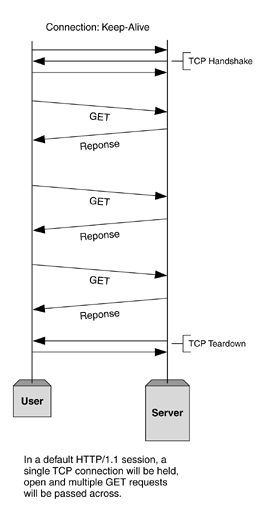 Connection: Keep-Alive
TCP Handshake
GET
Reponse
GET
Reponse
GET
Reponse
TCP Teardown
User
Server
In a default HTTP/1.1 session, a
single TCP connection will be held,
open and multiple GET requests
will be passed across.